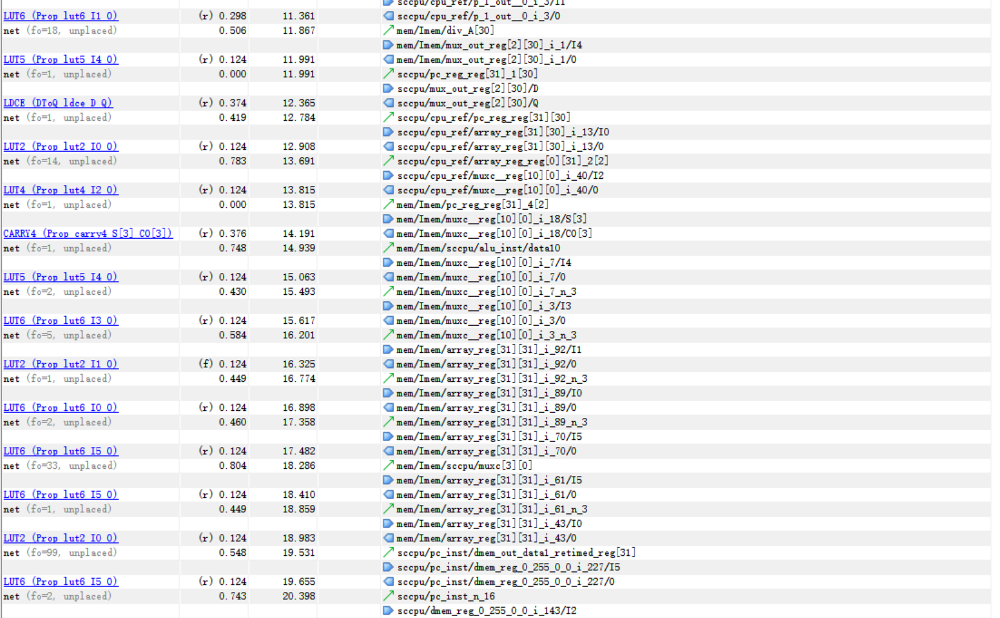 sccpu/cpu_ref/p_1_out__0_i_3/I1
LUT6 (Prop lut6 I1 O) (r) 0.298 11.361 sccpu/cpu_ref/p_1_out__0_i_3/O
net (fo=18, unplaced) 0.506 11.867 mem/Imem/div_A[30]
mem/Imem/mux_out_reg[2][30]_i_1/I4
LUT5 (Prop lut5 I4 O) (r) 0.124 11.991 mem/Imem/mux_out_reg[2][30]_i_1/O
net (fo=1, unplaced) 0.000 11.991 sccpu/pc_reg_reg[31]_1[30]
sccpu/mux_out_reg[2][30]/D
LDCE (DToQ ldce D Q) (r) 0.374 12.365 sccpu/mux_out_reg[2][30]/Q
net (fo=1, unplaced) 0.419 12.784 sccpu/cpu_ref/pc_reg_reg[31][30]
sccpu/cpu_ref/array_reg[31][30]_i_13/I0
LUT2 (Prop lut2 I0 O) (r) 0.124 12.908 sccpu/cpu_ref/array_reg[31][30]_i_13/O
net (fo=14, unplaced) 0.783 13.691 sccpu/cpu_ref/array_reg_reg[0][31]_2[2]
sccpu/cpu_ref/muxc__reg[10][0]_i_40/I2
LUT4 (Prop lut4 I2 O) (r) 0.124 13.815 sccpu/cpu_ref/muxc__reg[10][0]_i_40/O
net (fo=1, unplaced) 0.000 13.815 mem/Imem/pc_reg_reg[31]_4[2]
mem/Imem/muxc__reg[10][0]_i_18/S[3]
CARRY4 (Prop carry4 S[3] CO[3]) (r) 0.376 14.191 mem/Imem/muxc__reg[10][0]_i_18/CO[3]
net (fo=1, unplaced) 0.748 14.939 mem/Imem/sccpu/alu_inst/data10
mem/Imem/muxc__reg[10][0]_i_7/I4
LUT5 (Prop lut5 I4 O) (r) 0.124 15.063 mem/Imem/muxc__reg[10][0]_i_7/O
net (fo=2, unplaced) 0.430 15.493 mem/Imem/muxc__reg[10][0]_i_7_n_3
mem/Imem/muxc__reg[10][0]_i_3/I3
LUT6 (Prop lut6 I3 O) (r) 0.124 15.617 mem/Imem/muxc__reg[10][0]_i_3/O
net (fo=5, unplaced) 0.584 16.201 mem/Imem/muxc__reg[10][0]_i_3_n_3
mem/Imem/array_reg[31][31]_i_92/I1
LUT2 (Prop lut2 I1 O) (f) 0.124 16.325 mem/Imem/array_reg[31][31]_i_92/O
net (fo=1, unplaced) 0.449 16.774 mem/Imem/array_reg[31][31]_i_92_n_3
mem/Imem/array_reg[31][31]_i_89/I0
LUT6 (Prop lut6 I0 O) (r) 0.124 16.898 mem/Imem/array_reg[31][31]_i_89/O
net (fo=2, unplaced) 0.460 17.358 mem/Imem/array_reg[31][31]_i_89_n_3
mem/Imem/array_reg[31][31]_i_70/I5
LUT6 (Prop lut6 I5 O) (r) 0.124 17.482 mem/Imem/array_reg[31][31]_i_70/O
net (fo=33, unplaced) 0.804 18.286 mem/Imem/sccpu/muxc[3][0]
mem/Imem/array_reg[31][31]_i_61/I5
LUT6 (Prop lut6 I5 O) (r) 0.124 18.410 mem/Imem/array_reg[31][31]_i_61/O
net (fo=1, unplaced) 0.449 18.859 mem/Imem/array_reg[31][31]_i_61_n_3
mem/Imem/array_reg[31][31]_i_43/I0
LUT2 (Prop lut2 I0 O) (r) 0.124 18.983 mem/Imem/array_reg[31][31]_i_43/O
net (fo=99, unplaced) 0.548 19.531 sccpu/pc_inst/dmem_out_data1_retimed_reg[31]
sccpu/pc_inst/dmem_reg_0_255_0_0_i_227/I5
LUT6 (Prop lut6 I5 O) (r) 0.124 19.655 sccpu/pc_inst/dmem_reg_0_255_0_0_i_227/O
net (fo=2, unplaced) 0.743 20.398 sccpu/pc_inst_n_16
sccpu/dmem_reg_0_255_0_0_i_143/I2